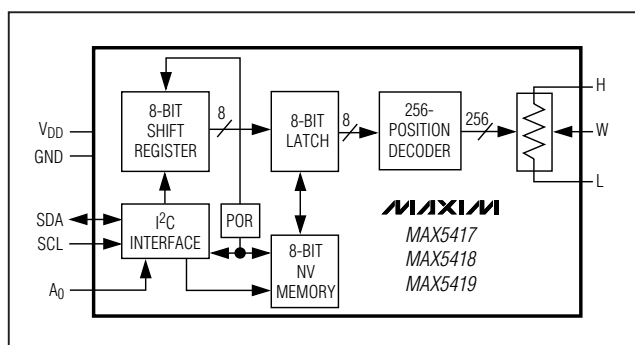 V_DD
GND
SDA
SCL
A_0
8-BIT
SHIFT
REGISTER
8
8-BIT
LATCH
8
256-
POSITION
DECODER
256
H
W
L
I²C
INTERFACE
POR
8-BIT
NV
MEMORY
MAXIM
MAX5417
MAX5418
MAX5419